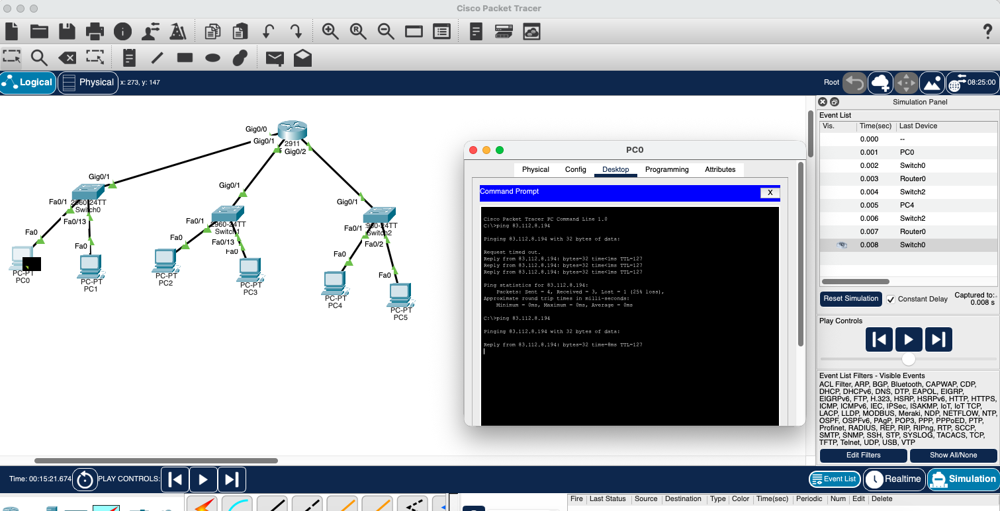 Cisco Packet Tracer
Logical
Physical
x: 273, y: 147
Root
08:25:00
Gig0/0
Gig0/1
2911
Gig0/2
Gig0/1
Fa0/1
2960-24TT
Switch0
Fa0/13
Fa0
Fa0
PC-PT
PC0
PC-PT
PC1
Gig0/1
Fa0/1
2960-24TT
Switch1
Fa0/13
Fa0
Fa0
PC-PT
PC2
PC-PT
PC3
Gig0/1
Fa0/1
Switch2
Fa0/2
Fa0
Fa0
PC-PT
PC4
PC-PT
PC5
PC0
Physical Config Desktop Programming Attributes
Command Prompt
X
Cisco Packet Tracer PC Command Line 1.0
C:\>ping 83.112.8.194
Pinging 83.112.8.194 with 32 bytes of data:
Request timed out.
Reply from 83.112.8.194: bytes=32 time<1ms TTL=127
Reply from 83.112.8.194: bytes=32 time<1ms TTL=127
Reply from 83.112.8.194: bytes=32 time<1ms TTL=127
Ping statistics for 83.112.8.194:
Packets: Sent = 4, Received = 3, Lost = 1 (25% loss),
Approximate round trip times in milli-seconds:
Minimum = 0ms, Maximum = 0ms, Average = 0ms
C:\>ping 83.112.8.194
Pinging 83.112.8.194 with 32 bytes of data:
Reply from 83.112.8.194: bytes=32 time=8ms TTL=127
Simulation Panel
Event List
Vis. Time(sec) Last Device
0.000 --
0.001 PC0
0.002 Switch0
0.003 Router0
0.004 Switch2
0.005 PC4
0.006 Switch2
0.007 Router0
0.008 Switch0
Reset Simulation
Constant Delay
Captured to:
0.008 s
Play Controls
Event List Filters - Visible Events
ACL Filter, ARP, BGP, Bluetooth, CAPWAP, CDP,
DHCP, DHCPv6, DNS, DTP, EAPOL, EIGRP,
EIGRPv6, FTP, H.323, HSRP, HSRPv6, HTTP, HTTPS,
ICMP, ICMPv6, IEC, IPSec, ISAKMP, IoT, IoT TCP,
LACP, LLDP, MODBUS, Meraki, NDP, NETFLOW, NTP,
OSPF, OSPFv6, PAgP, POP3, PPP, PPPoED, PTP,
Profinet, RADIUS, REP, RIP, RIPng, RTP, SCCP,
SMTP, SNMP, SSH, STP, SYSLOG, TACACS, TCP,
TFTP, Telnet, UDP, USB, VTP
Edit Filters
Show All/None
Time: 00:15:21.674
PLAY CONTROLS:
Event List
Realtime
Simulation
Fire Last Status Source Destination Type Color Time(sec) Periodic Num Edit Delete